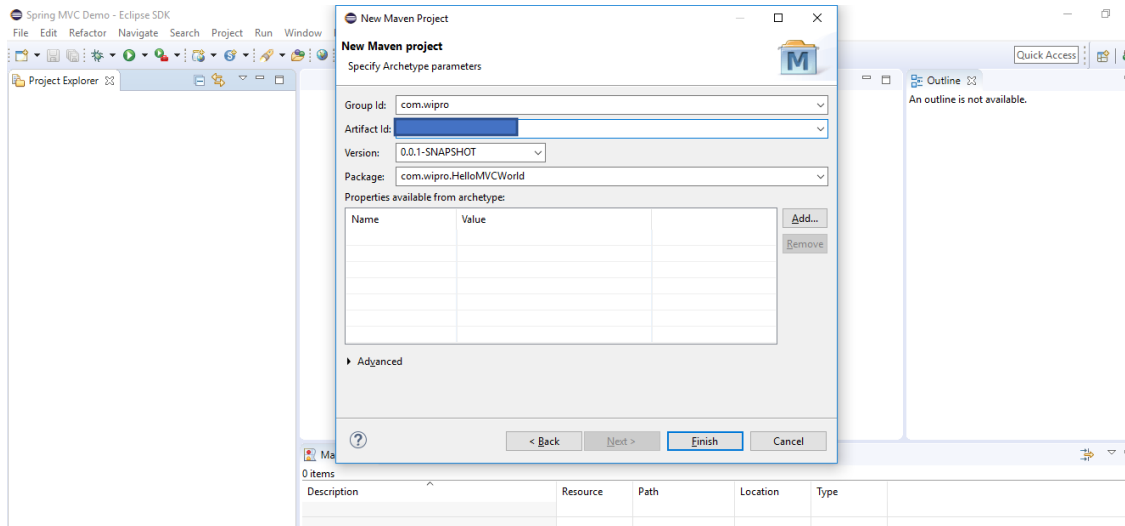 Spring MVC Demo - Eclipse SDK
File Edit Refactor Navigate Search Project Run Window
Quick Access
Project Explorer
Outline
An outline is not available.
New Maven Project
New Maven project
Specify Archetype parameters
M
Group Id: com.wipro
Artifact Id:
Version: 0.0.1-SNAPSHOT
Package: com.wipro.HelloMVCWorld
Properties available from archetype:
Name Value
Add...
Remove
Advanced
? < Back Next > Finish Cancel
Ma
0 items
Description Resource Path Location Type